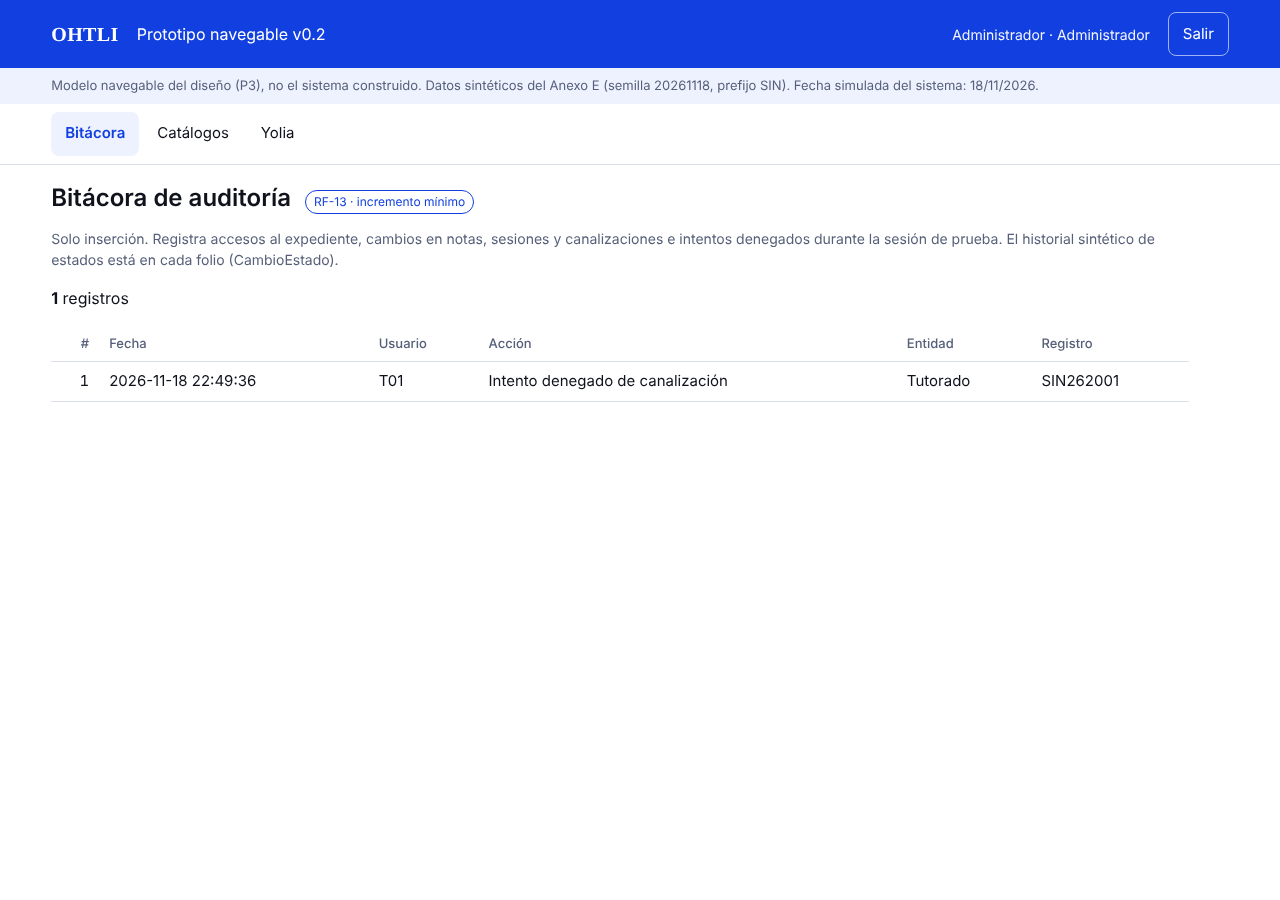 OHTLI Prototipo navegable v0.2 Administrador · Administrador Salir
Modelo navegable del diseño (P3), no el sistema construido. Datos sintéticos del Anexo E (semilla 20261118, prefijo SIN). Fecha simulada del sistema: 18/11/2026.
Bitácora Catálogos Yolia
Bitácora de auditoría RF-13 · incremento mínimo
Solo inserción. Registra accesos al expediente, cambios en notas, sesiones y canalizaciones e intentos denegados durante la sesión de prueba. El historial sintético de
estados está en cada folio (CambioEstado).
1 registros
# Fecha Usuario Acción Entidad Registro
1 2026-11-18 22:49:36 T01 Intento denegado de canalización Tutorado SIN262001